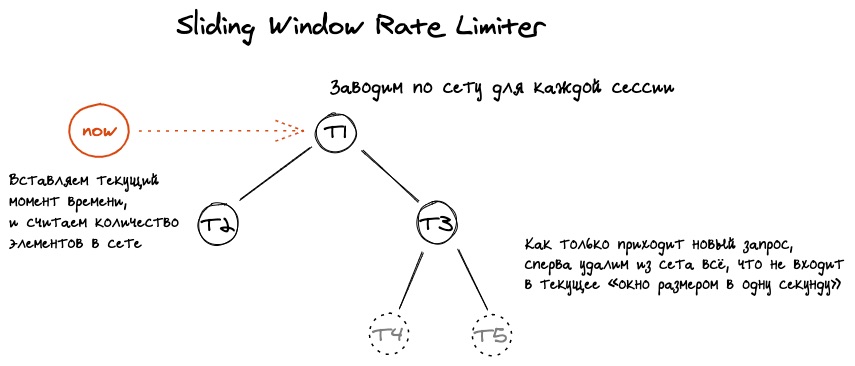 Sliding Window Rate Limiter
Заводим по сету для каждой сессии
now
T1
Вставляем текущий
момент времени,
и считаем количество
элементов в сете
T2
T3
Как только приходит новый запрос,
сперва удалим из сета всё, что не входит
в текущее «окно размером в одну секунду»
T4
T5